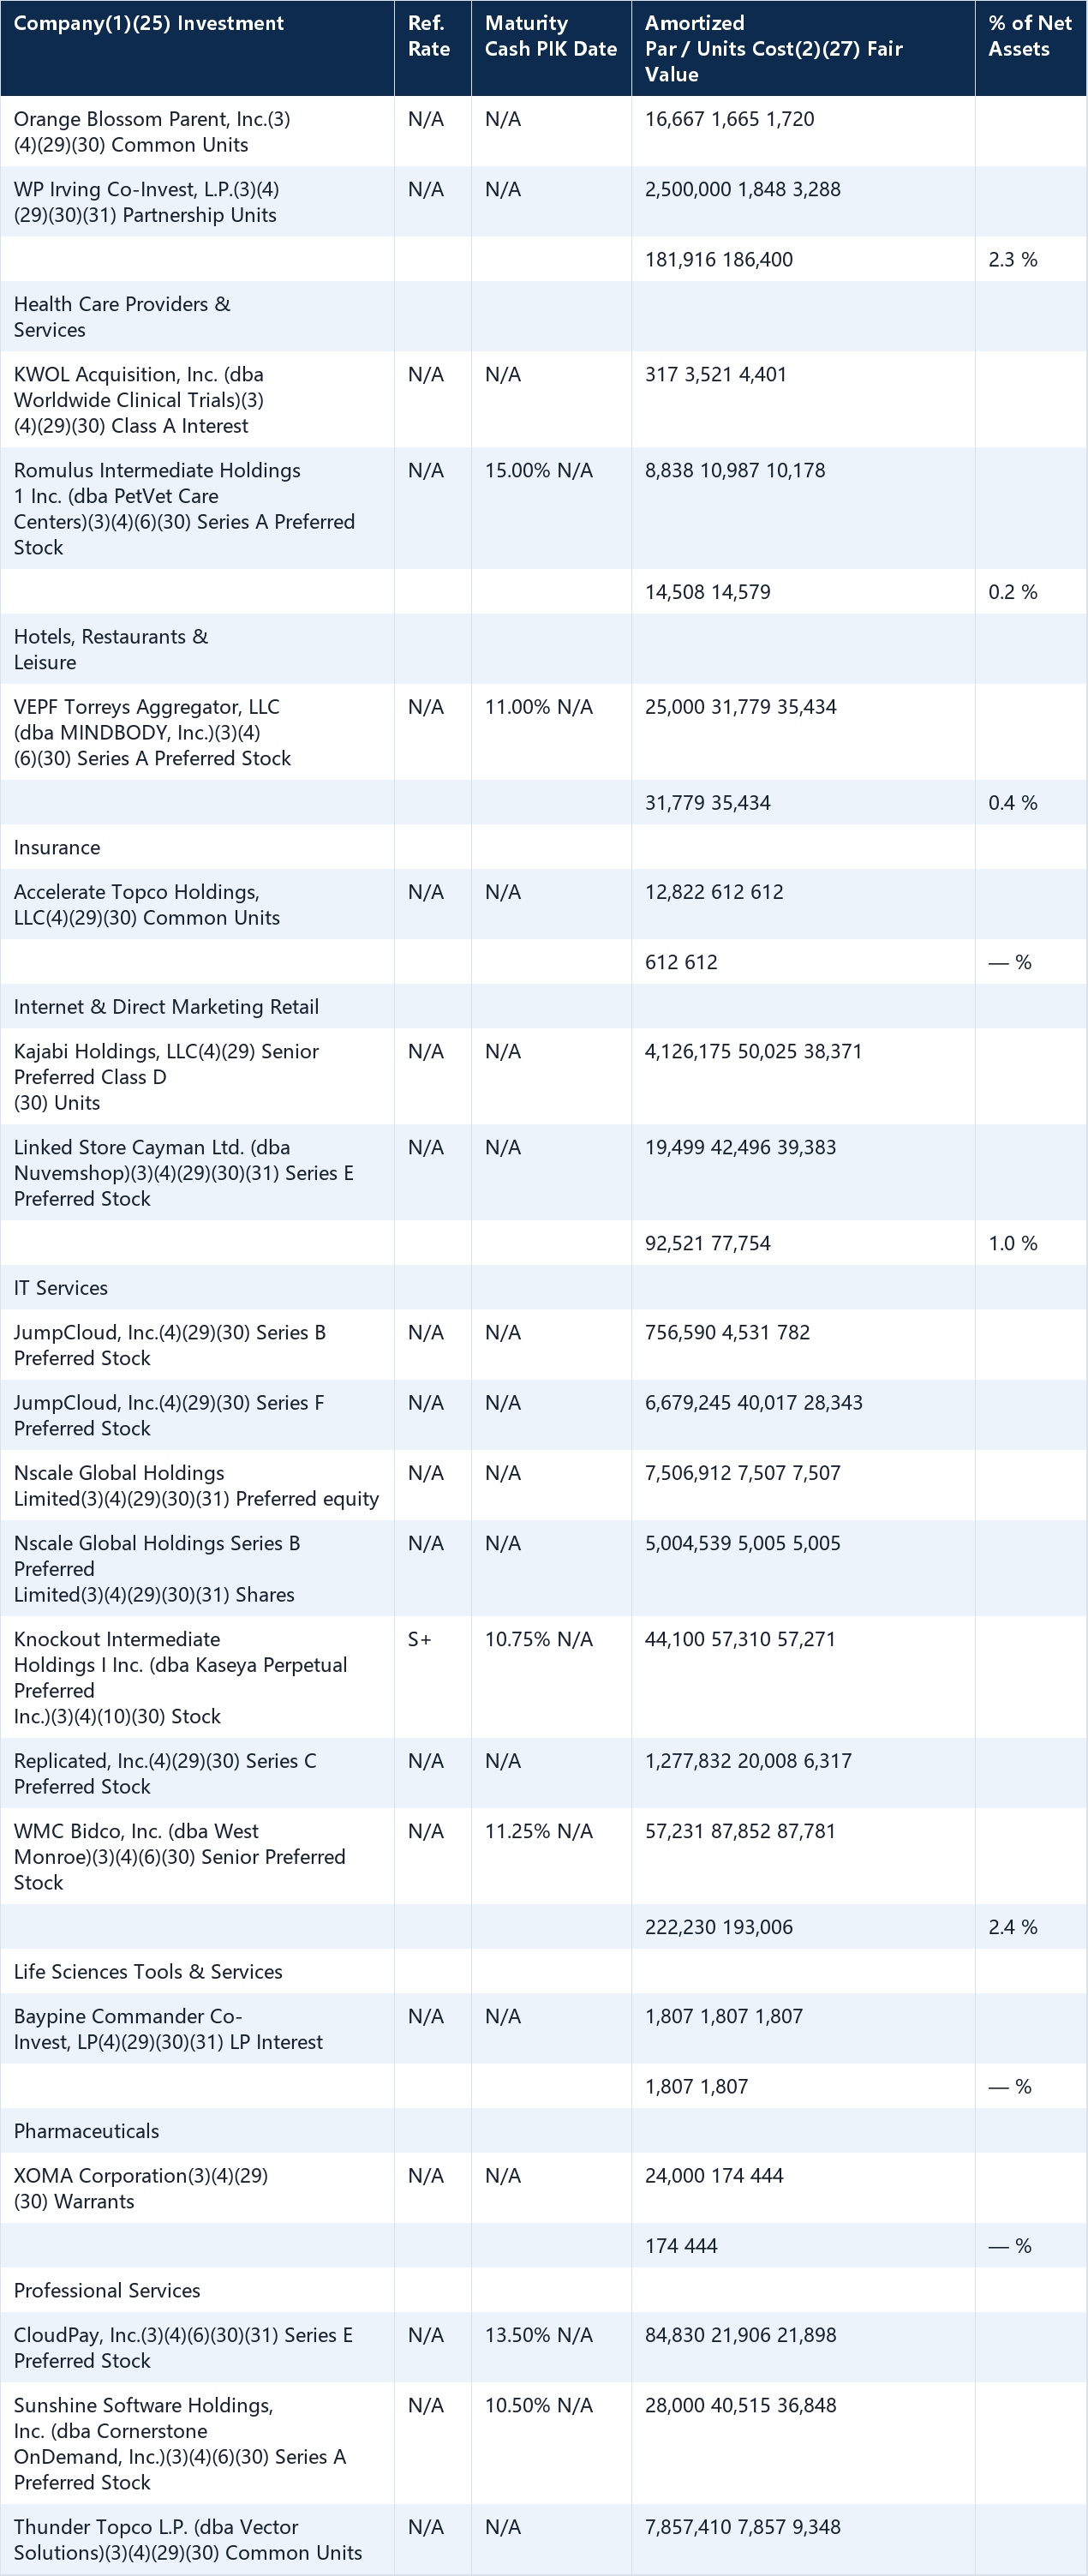 Company(1)(25) Investment
Ref.
Rate
Maturity
Cash PIK Date
Amortized
Par / Units Cost(2)(27) Fair
Value
% of Net
Assets
Orange Blossom Parent, Inc.(3)
(4)(29)(30) Common Units
N/A
N/A
16,667 1,665 1,720
WP Irving Co-Invest, L.P.(3)(4)
(29)(30)(31) Partnership Units
N/A
N/A
2,500,000 1,848 3,288
181,916 186,400
2.3 %
Health Care Providers &
Services
KWOL Acquisition, Inc. (dba
Worldwide Clinical Trials)(3)
(4)(29)(30) Class A Interest
N/A
N/A
317 3,521 4,401
Romulus Intermediate Holdings
1 Inc. (dba PetVet Care
Centers)(3)(4)(6)(30) Series A Preferred
Stock
N/A
15.00% N/A
8,838 10,987 10,178
14,508 14,579
0.2 %
Hotels, Restaurants &
Leisure
VEPF Torreys Aggregator, LLC
(dba MINDBODY, Inc.)(3)(4)
(6)(30) Series A Preferred Stock
N/A
11.00% N/A
25,000 31,779 35,434
31,779 35,434
0.4 %
Insurance
Accelerate Topco Holdings,
LLC(4)(29)(30) Common Units
N/A
N/A
12,822 612 612
612 612
— %
Internet & Direct Marketing Retail
Kajabi Holdings, LLC(4)(29) Senior
Preferred Class D
(30) Units
N/A
N/A
4,126,175 50,025 38,371
Linked Store Cayman Ltd. (dba
Nuvemshop)(3)(4)(29)(30)(31) Series E
Preferred Stock
N/A
N/A
19,499 42,496 39,383
92,521 77,754
1.0 %
IT Services
JumpCloud, Inc.(4)(29)(30) Series B
Preferred Stock
N/A
N/A
756,590 4,531 782
JumpCloud, Inc.(4)(29)(30) Series F
Preferred Stock
N/A
N/A
6,679,245 40,017 28,343
Nscale Global Holdings
Limited(3)(4)(29)(30)(31) Preferred equity
N/A
N/A
7,506,912 7,507 7,507
Nscale Global Holdings Series B
Preferred
Limited(3)(4)(29)(30)(31) Shares
N/A
N/A
5,004,539 5,005 5,005
Knockout Intermediate
Holdings I Inc. (dba Kaseya Perpetual
Preferred
Inc.)(3)(4)(10)(30) Stock
S+
10.75% N/A
44,100 57,310 57,271
Replicated, Inc.(4)(29)(30) Series C
Preferred Stock
N/A
N/A
1,277,832 20,008 6,317
WMC Bidco, Inc. (dba West
Monroe)(3)(4)(6)(30) Senior Preferred
Stock
N/A
11.25% N/A
57,231 87,852 87,781
222,230 193,006
2.4 %
Life Sciences Tools & Services
Baypine Commander Co-
Invest, LP(4)(29)(30)(31) LP Interest
N/A
N/A
1,807 1,807 1,807
1,807 1,807
— %
Pharmaceuticals
XOMA Corporation(3)(4)(29)
(30) Warrants
N/A
N/A
24,000 174 444
174 444
— %
Professional Services
CloudPay, Inc.(3)(4)(6)(30)(31) Series E
Preferred Stock
N/A
13.50% N/A
84,830 21,906 21,898
Sunshine Software Holdings,
Inc. (dba Cornerstone
OnDemand, Inc.)(3)(4)(6)(30) Series A
Preferred Stock
N/A
10.50% N/A
28,000 40,515 36,848
Thunder Topco L.P. (dba Vector
Solutions)(3)(4)(29)(30) Common Units
N/A
N/A
7,857,410 7,857 9,348